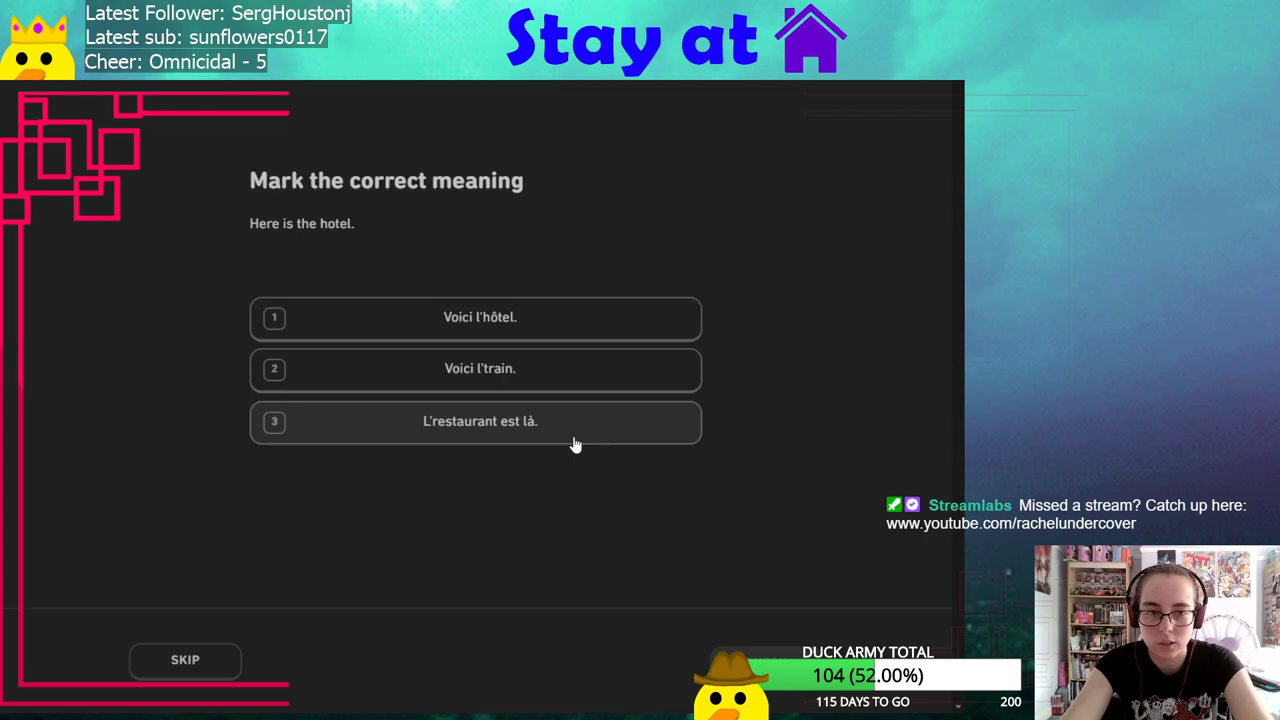 Latest Follower: SergHoustonj
Latest sub: sunflowers0117
Cheer: Omnicidal - 5
Stay at
Mark the correct meaning
Here is the hotel.
1 Voici l'hôtel.
2 Voici l'train.
3 L'restaurant est là.
Streamlabs Missed a stream? Catch up here:
www.youtube.com/rachelundercover
SKIP
DUCK ARMY TOTAL
104 (52.00%)
115 DAYS TO GO 200